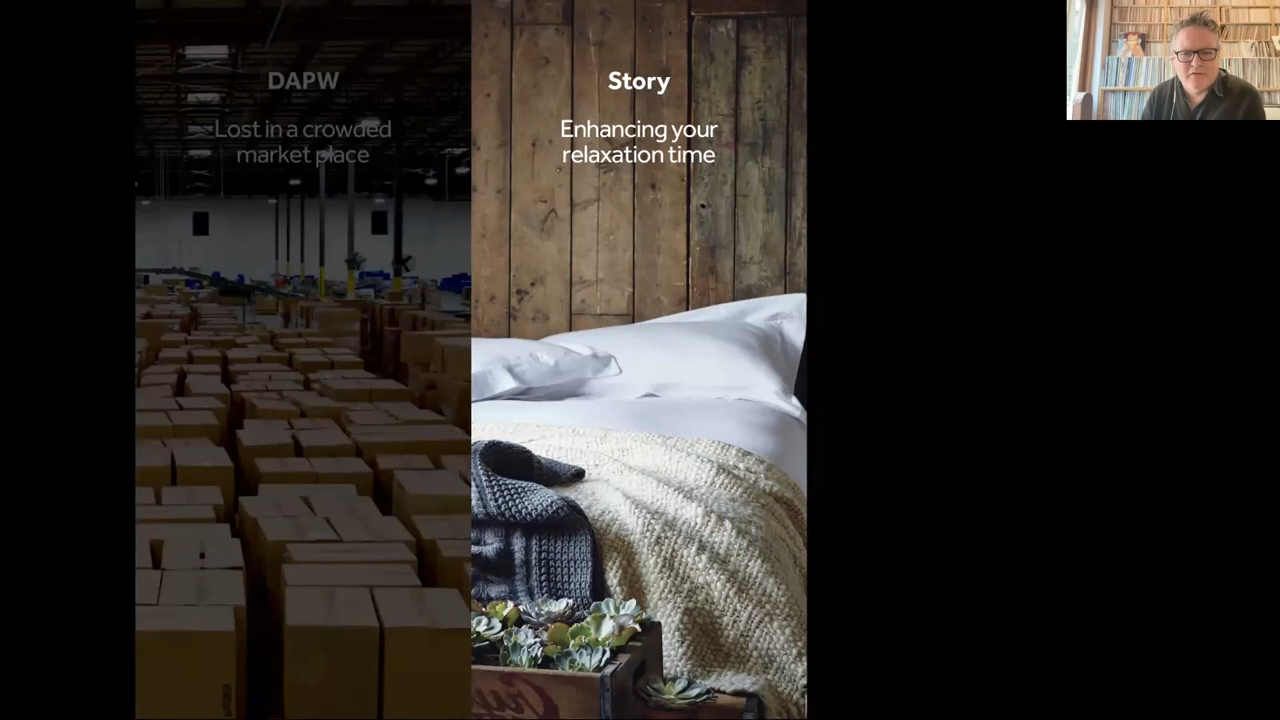 DAPW
Lost in a crowded
market place
Story
Enhancing your
relaxation time